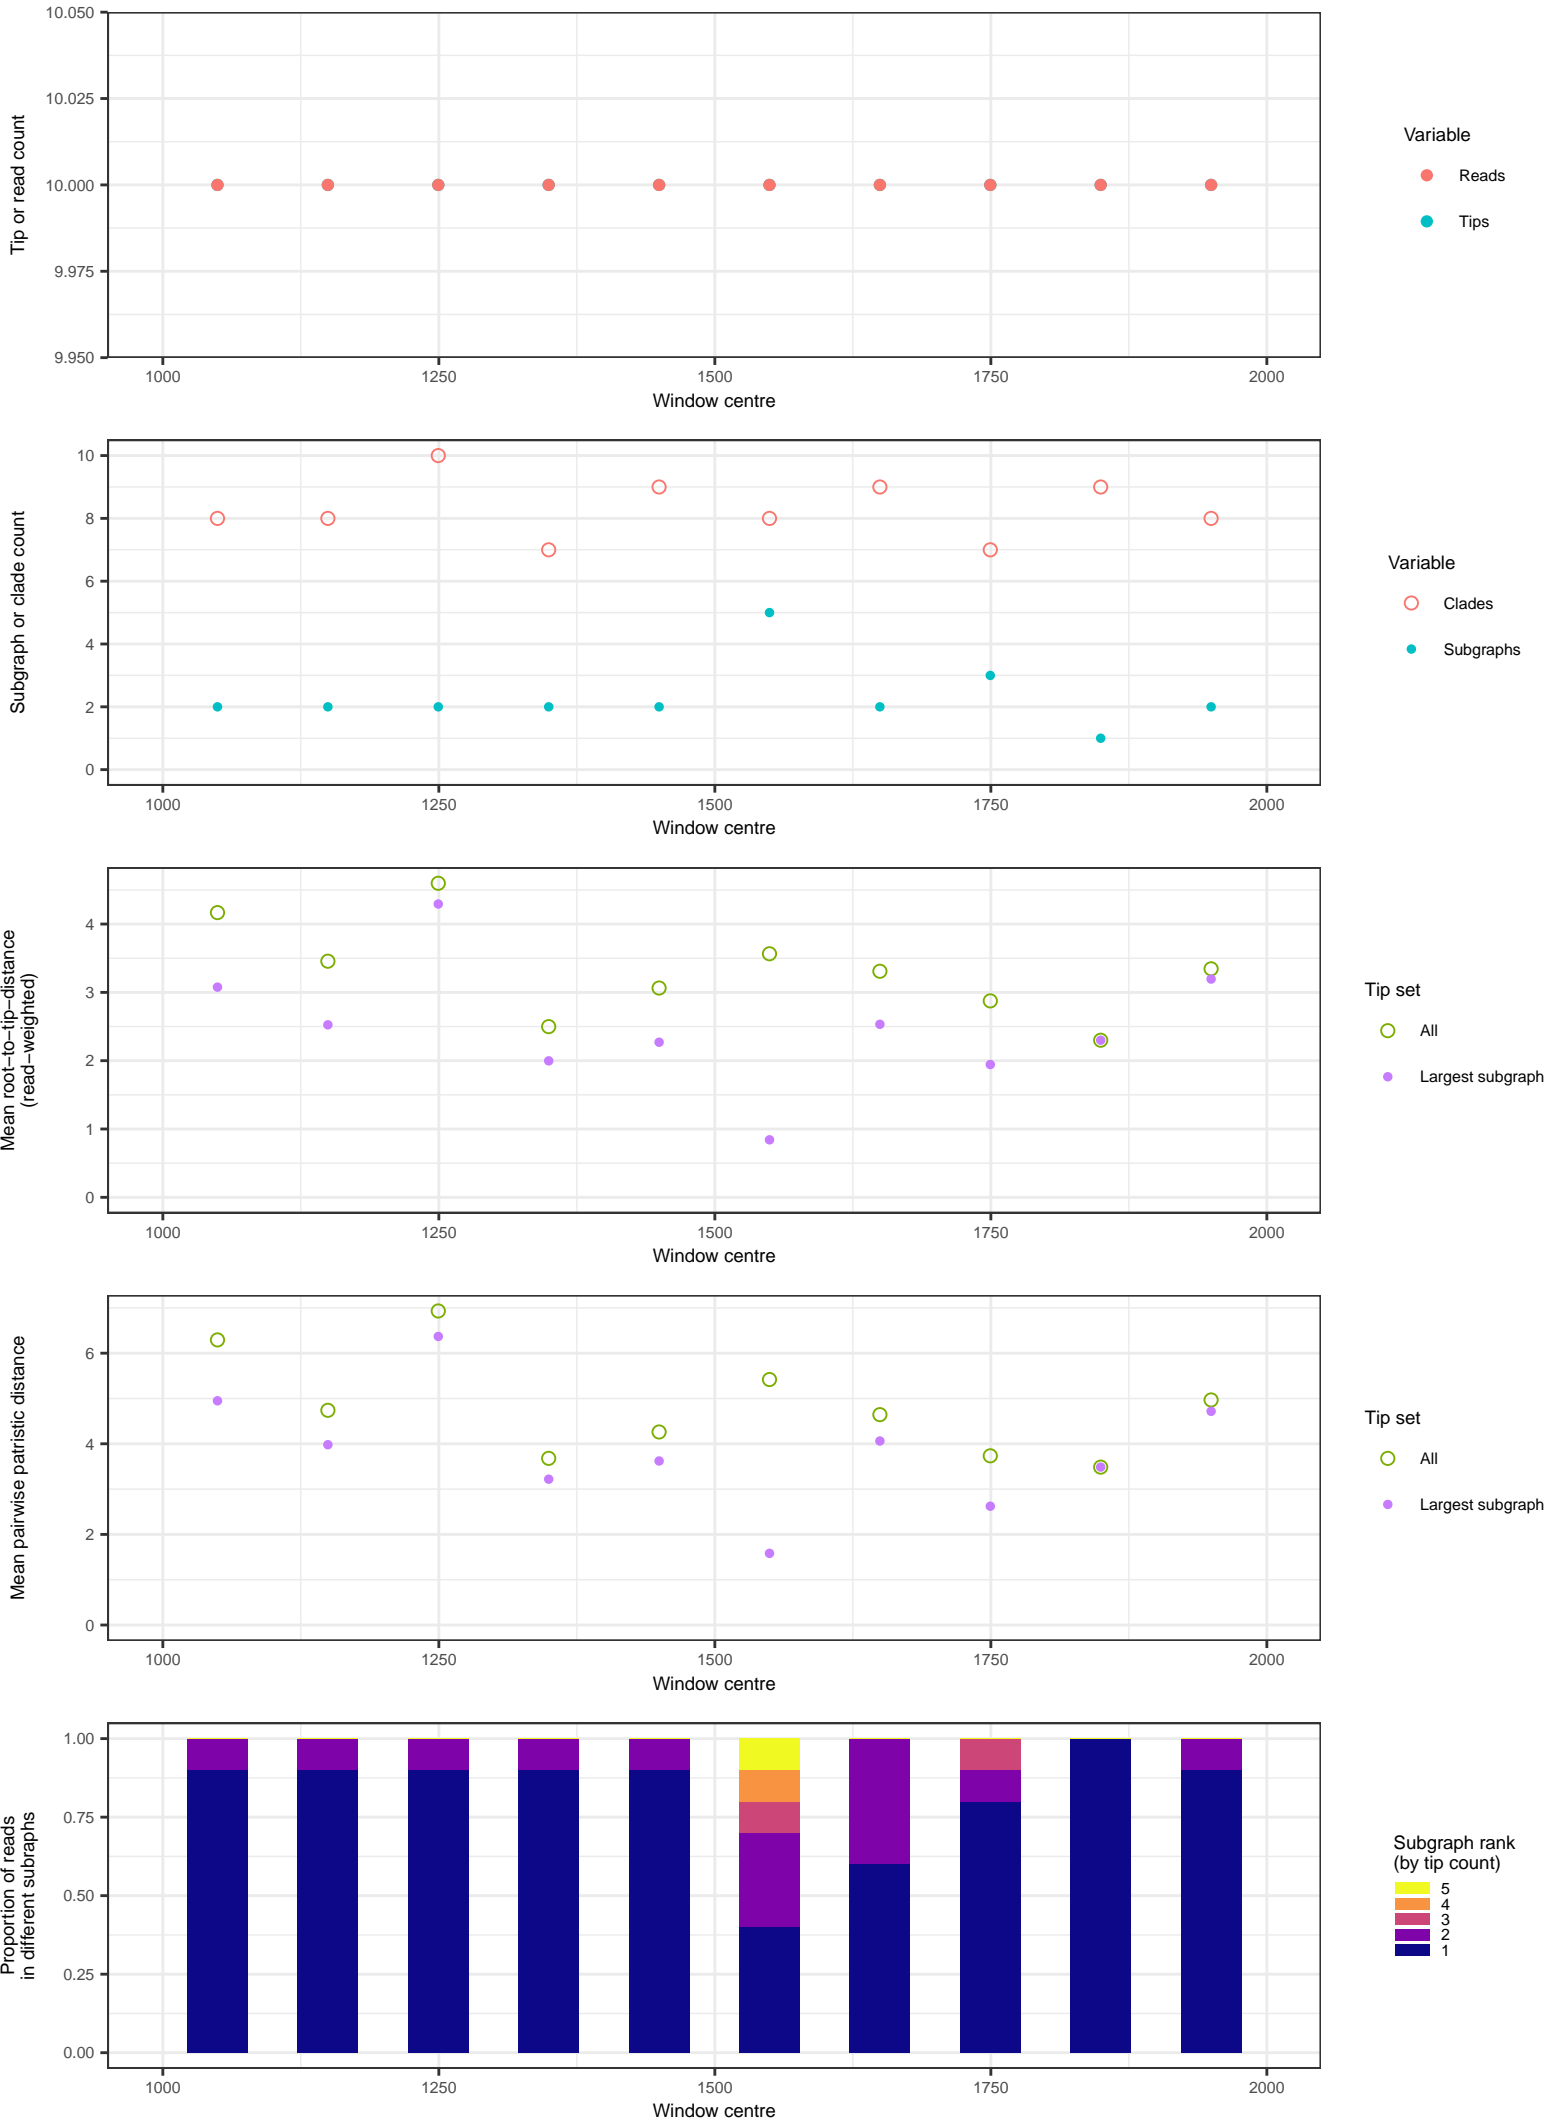 10.050
10.025
10.000
9.975
9.950
Tip or read count
1000 1250 1500 1750 2000
Window centre
Variable
Reads
Tips
10
8
6
4
2
0
Subgraph or clade count
1000 1250 1500 1750 2000
Window centre
Variable
Clades
Subgraphs
4
3
2
1
0
Mean root−to−tip−distance
(read−weighted)
1000 1250 1500 1750 2000
Window centre
Tip set
All
Largest subgraph
6
4
2
0
Mean pairwise patristic distance
1000 1250 1500 1750 2000
Window centre
Tip set
All
Largest subgraph
1.00
0.75
0.50
0.25
0.00
Proportion of reads
in different subraphs
1000 1250 1500 1750 2000
Window centre
Subgraph rank
(by tip count)
5
4
3
2
1